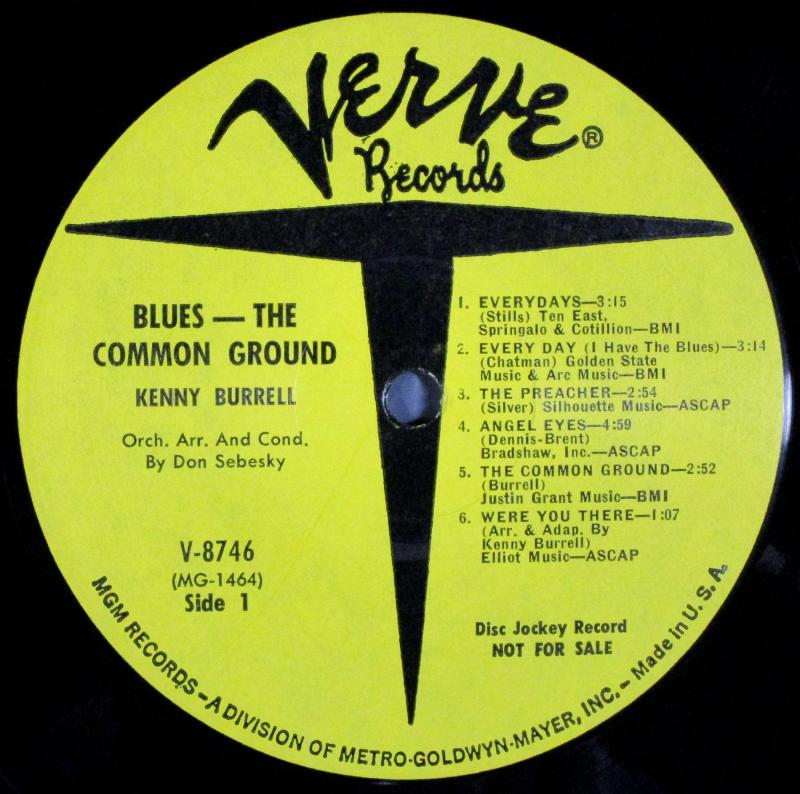 Verve ®
Records
BLUES — THE
COMMON GROUND
KENNY BURRELL
Orch. Arr. And Cond.
By Don Sebesky
V-8746
(MG-1464)
Side 1
1. EVERYDAYS—3:15
(Stills) Ten East,
Springalo & Cotillion—BMI
2. EVERY DAY (I Have The Blues)—3:14
(Chatman) Golden State
Music & Arc Music—BMI
3. THE PREACHER—2:54
(Silver) Silhouette Music—ASCAP
4. ANGEL EYES—4:59
(Dennis-Brent)
Bradshaw, Inc.—ASCAP
5. THE COMMON GROUND—2:52
(Burrell)
Justin Grant Music—BMI
6. WERE YOU THERE—1:07
(Arr. & Adap. By
Kenny Burrell)
Elliot Music—ASCAP
Disc Jockey Record
NOT FOR SALE
MGM RECORDS – A DIVISION OF METRO-GOLDWYN-MAYER, INC. – Made in U.S.A.